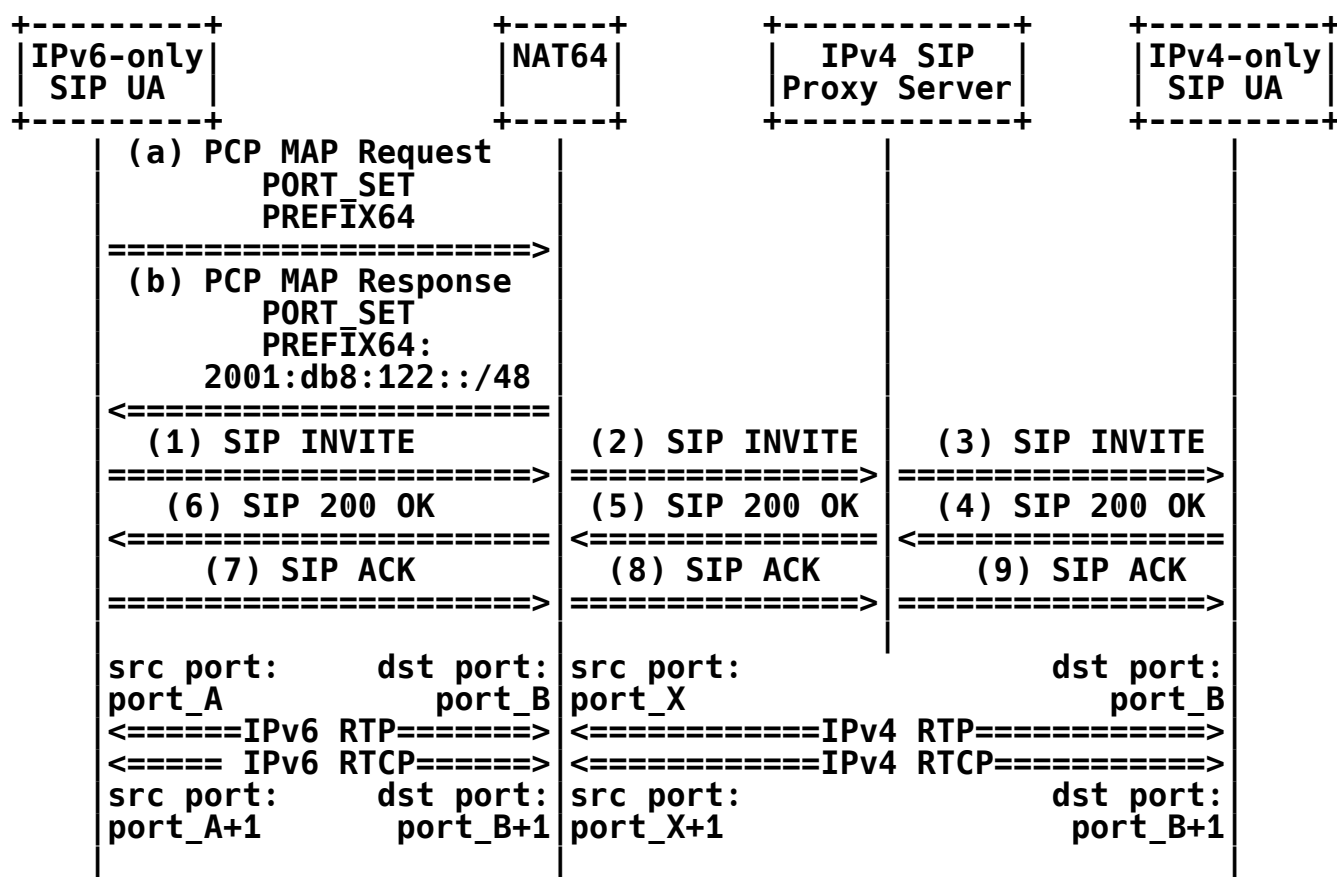 +---------+ +-----+ +------------+ +---------+
|IPv6-only| |NAT64| | IPv4 SIP | |IPv4-only|
| SIP UA | | | |Proxy Server| | SIP UA |
+---------+ +-----+ +------------+ +---------+
| (a) PCP MAP Request | | |
| PORT_SET | | |
| PREFIX64 | | |
|======================>| | |
| (b) PCP MAP Response | | |
| PORT_SET | | |
| PREFIX64: | | |
| 2001:db8:122::/48 | | |
|<=======================| | |
| (1) SIP INVITE | (2) SIP INVITE | (3) SIP INVITE |
|======================>|===============>|================>|
| (6) SIP 200 OK | (5) SIP 200 OK | (4) SIP 200 OK |
|<======================|<===============|<================|
| (7) SIP ACK | (8) SIP ACK | (9) SIP ACK |
|======================>|===============>|================>|
| | | |
|src port: dst port:|src port: dst port:|
|port_A port_B|port_X port_B|
|<======IPv6 RTP=======>|<============IPv4 RTP============>|
|<===== IPv6 RTCP======>|<============IPv4 RTCP===========>|
|src port: dst port:|src port: dst port:|
|port_A+1 port_B+1|port_X+1 port_B+1|
| | |